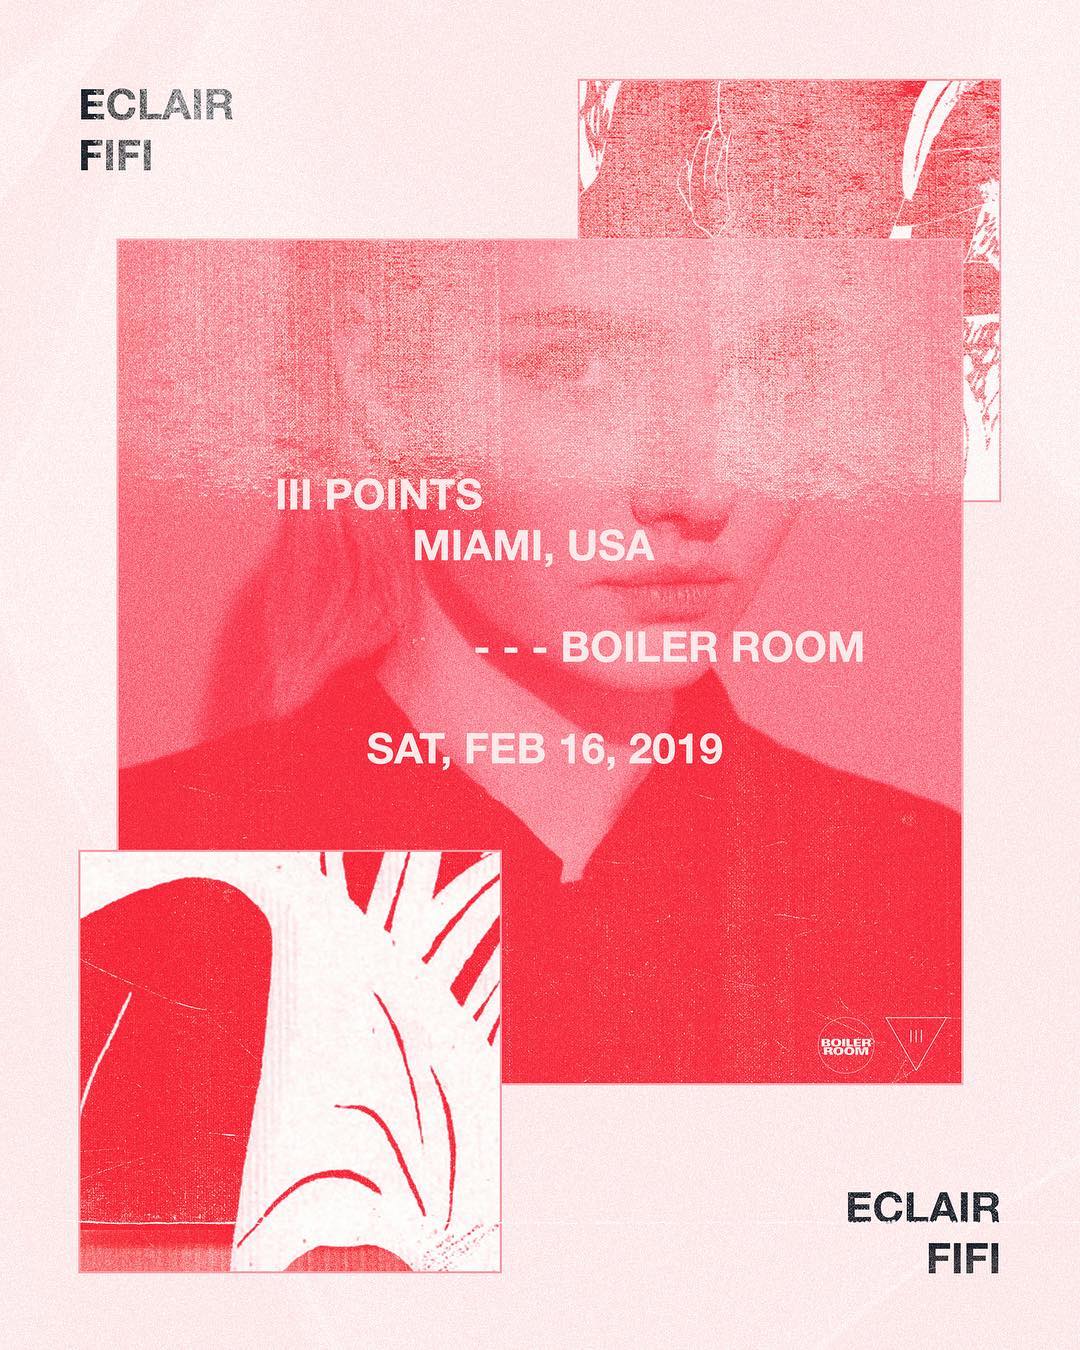 ECLAIR
FIFI
III POINTS
MIAMI, USA
- - - BOILER ROOM
SAT, FEB 16, 2019
BOILER
ROOM
III
ECLAIR
FIFI